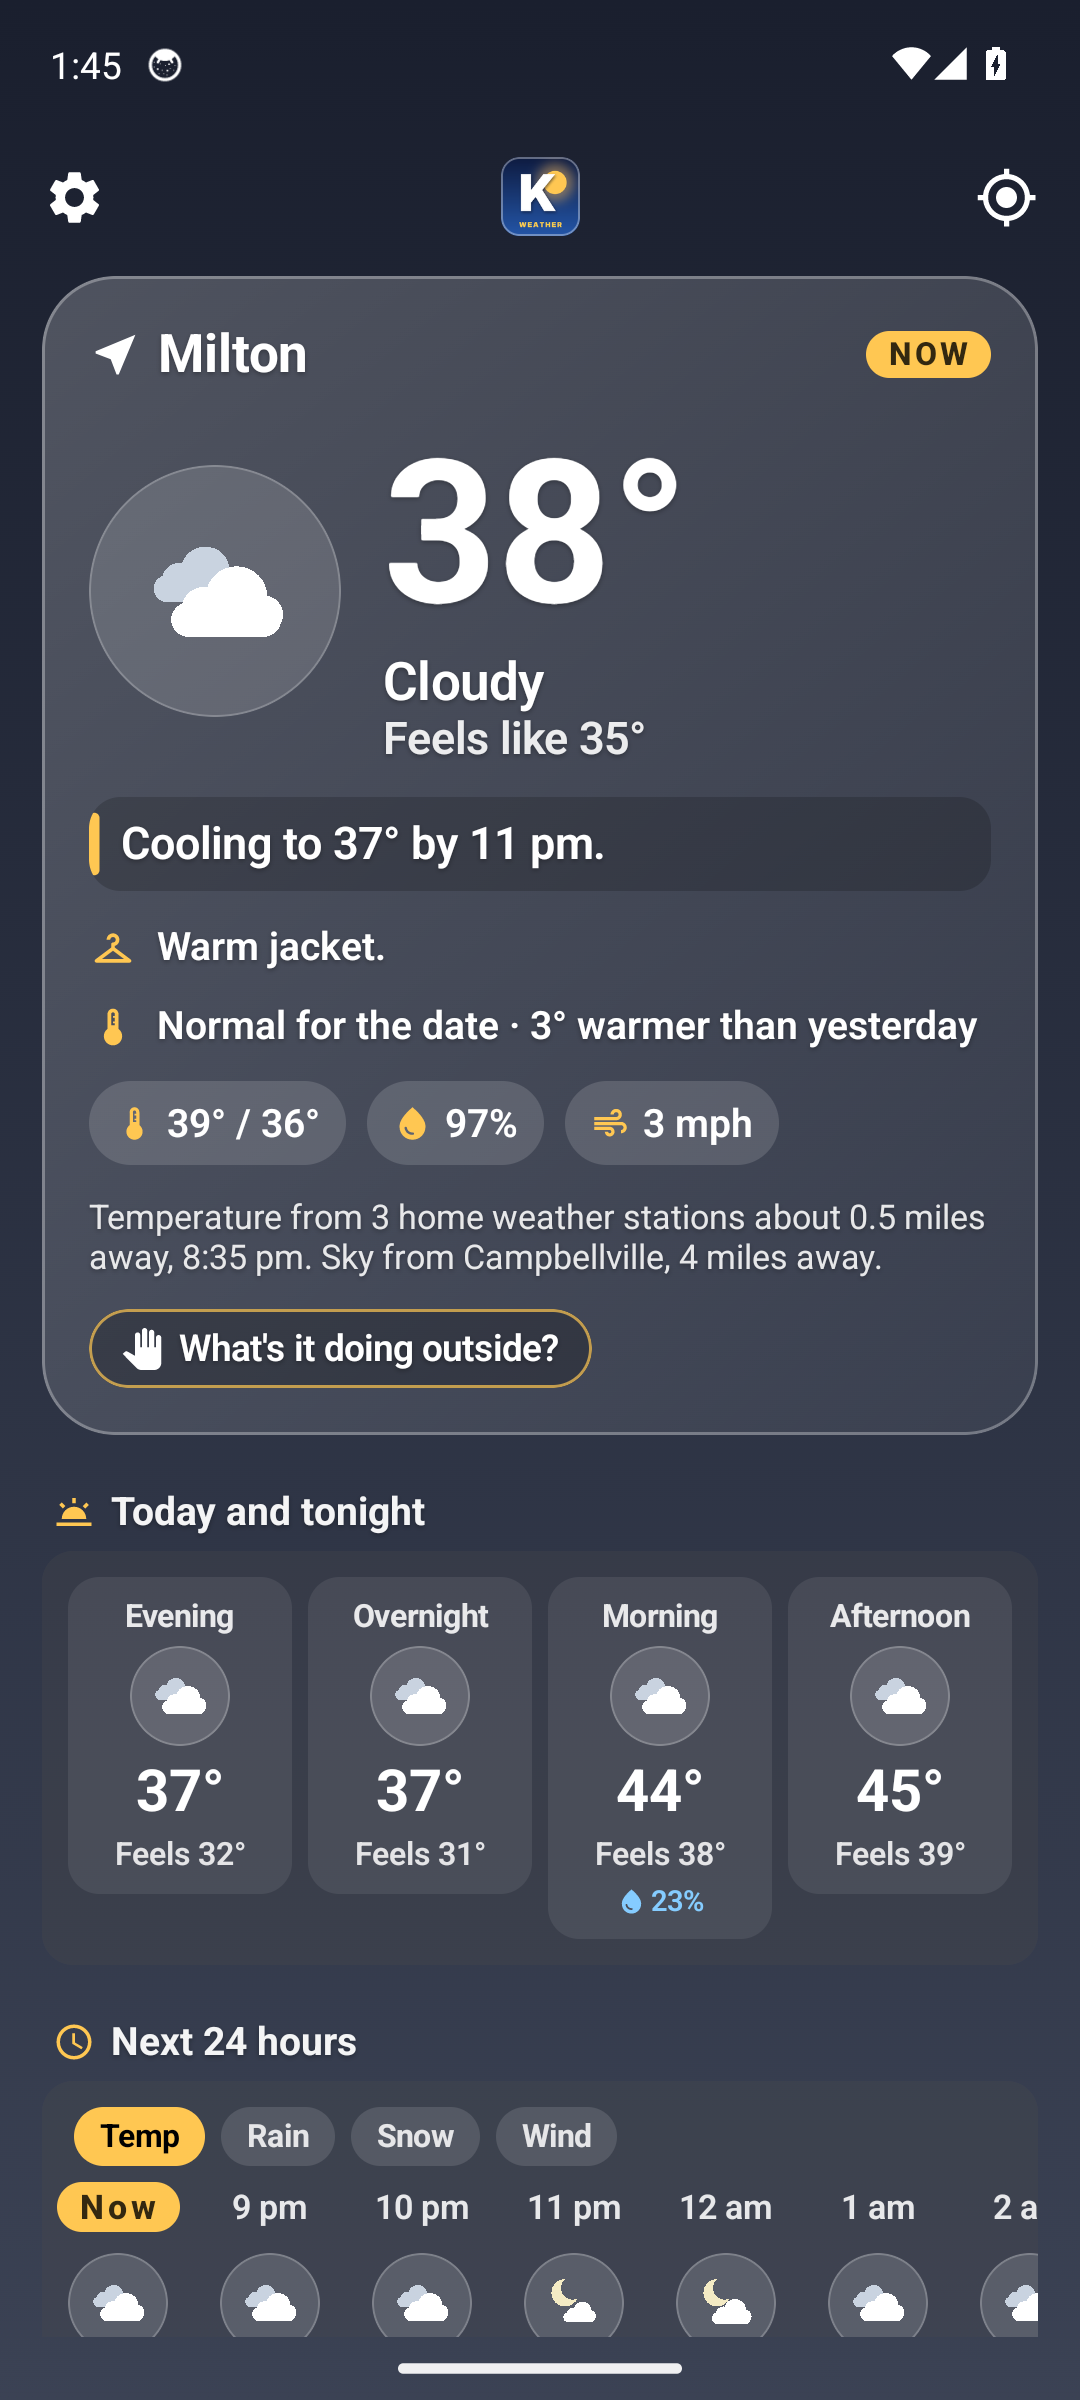 1:45
K
WEATHER
Milton
NOW
38°
Cloudy
Feels like 35°
Cooling to 37° by 11 pm.
Warm jacket.
Normal for the date · 3° warmer than yesterday
39° / 36°
97%
3 mph
Temperature from 3 home weather stations about 0.5 miles
away, 8:35 pm. Sky from Campbellville, 4 miles away.
What's it doing outside?
Today and tonight
Evening
37°
Feels 32°
Overnight
37°
Feels 31°
Morning
44°
Feels 38°
23%
Afternoon
45°
Feels 39°
Next 24 hours
Temp
Rain
Snow
Wind
Now
9 pm
10 pm
11 pm
12 am
1 am
2 a